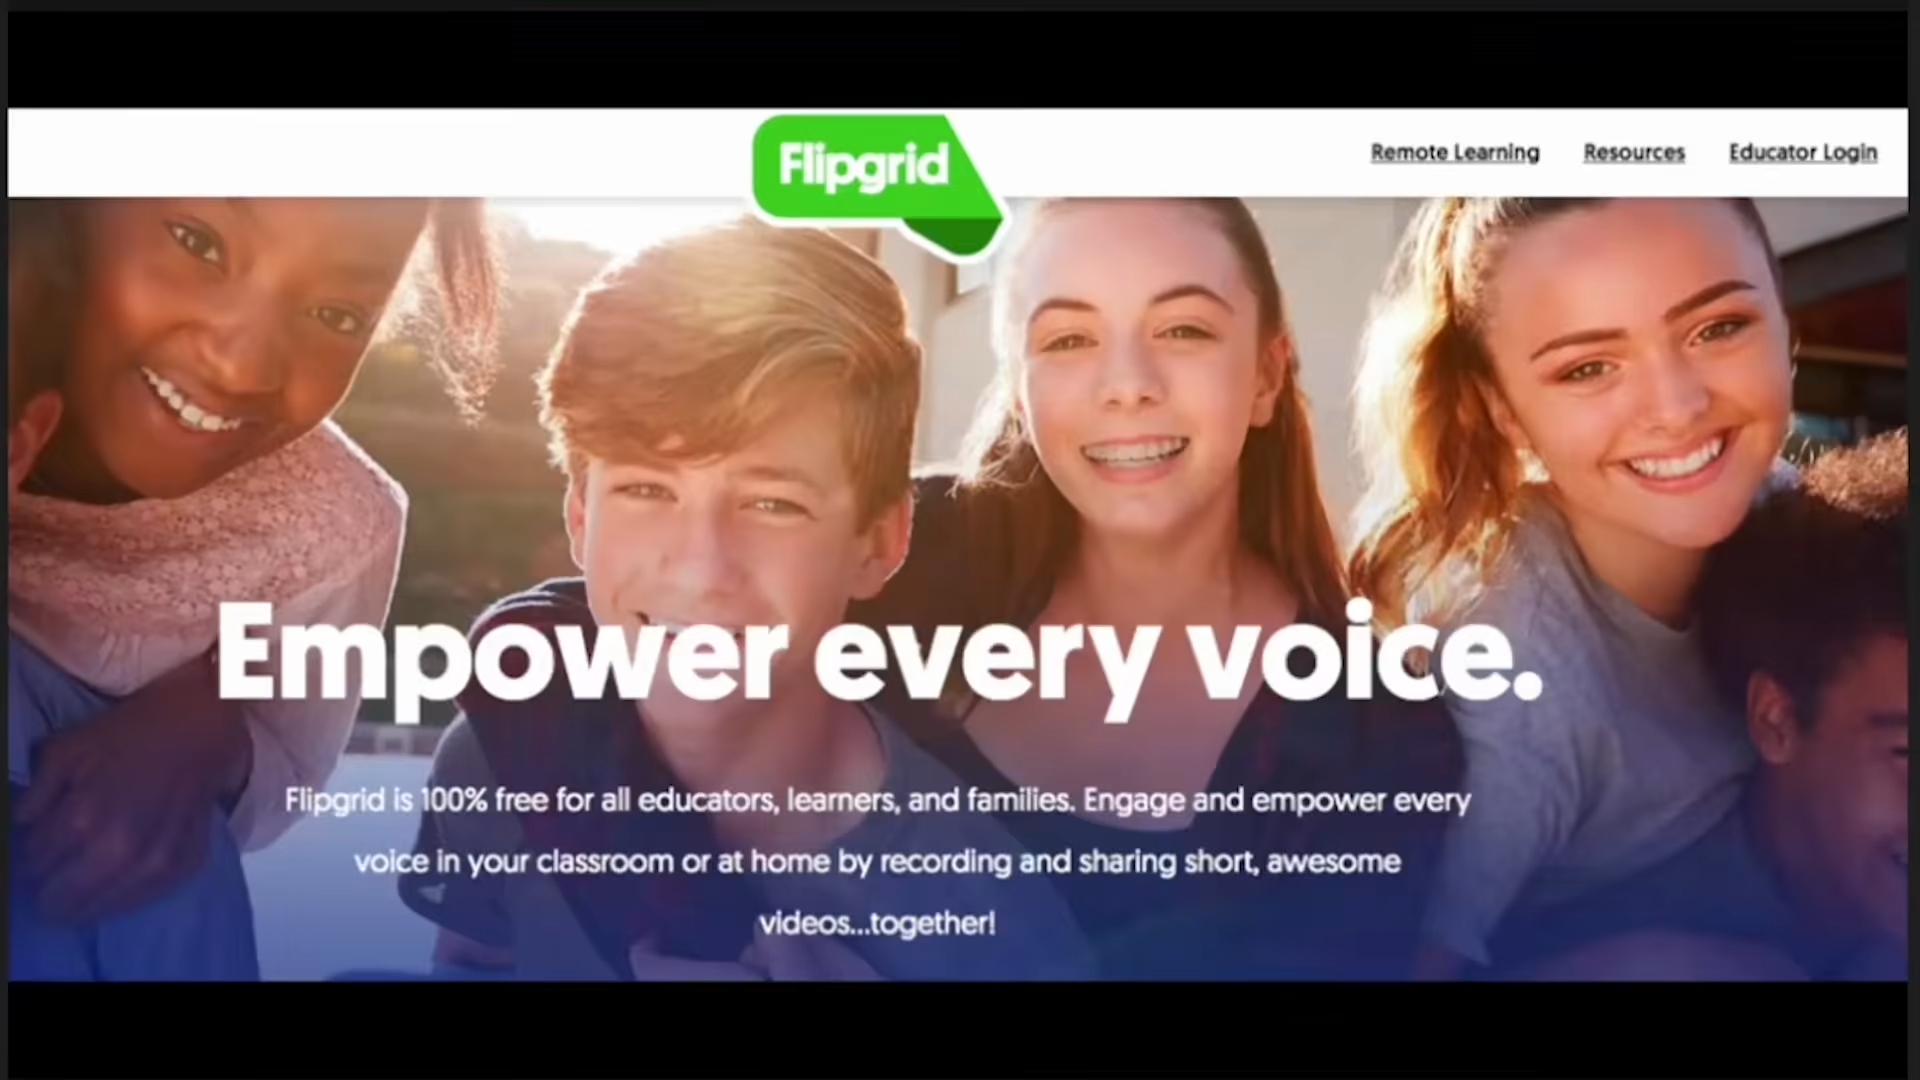 Flipgrid
Remote Learning Resources Educator Login
Empower every voice.
Flipgrid is 100% free for all educators, learners, and families. Engage and empower every
voice in your classroom or at home by recording and sharing short, awesome
videos...together!